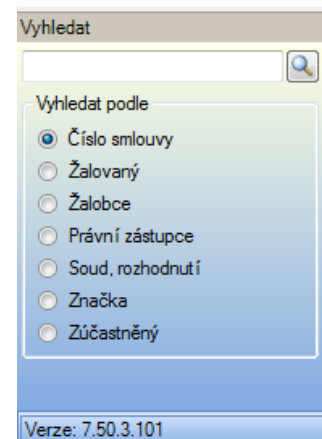 Vyhledat
Vyhledat podle
Číslo smlouvy
Žalovaný
Žalobce
Právní zástupce
Soud, rozhodnutí
Značka
Zúčastněný
Verze: 7.50.3.101